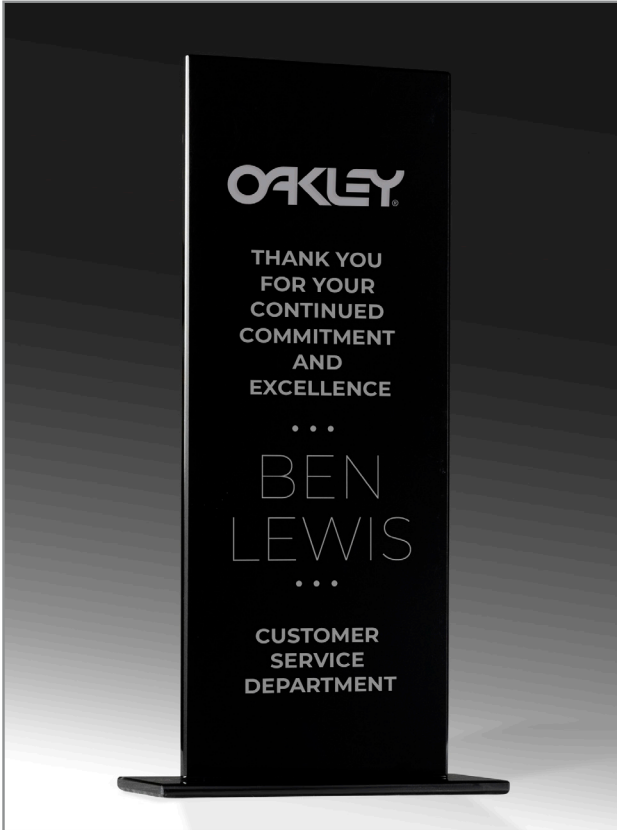 OAKLEY®
THANK YOU
FOR YOUR
CONTINUED
COMMITMENT
AND
EXCELLENCE
...
BEN
LEWIS
...
CUSTOMER
SERVICE
DEPARTMENT